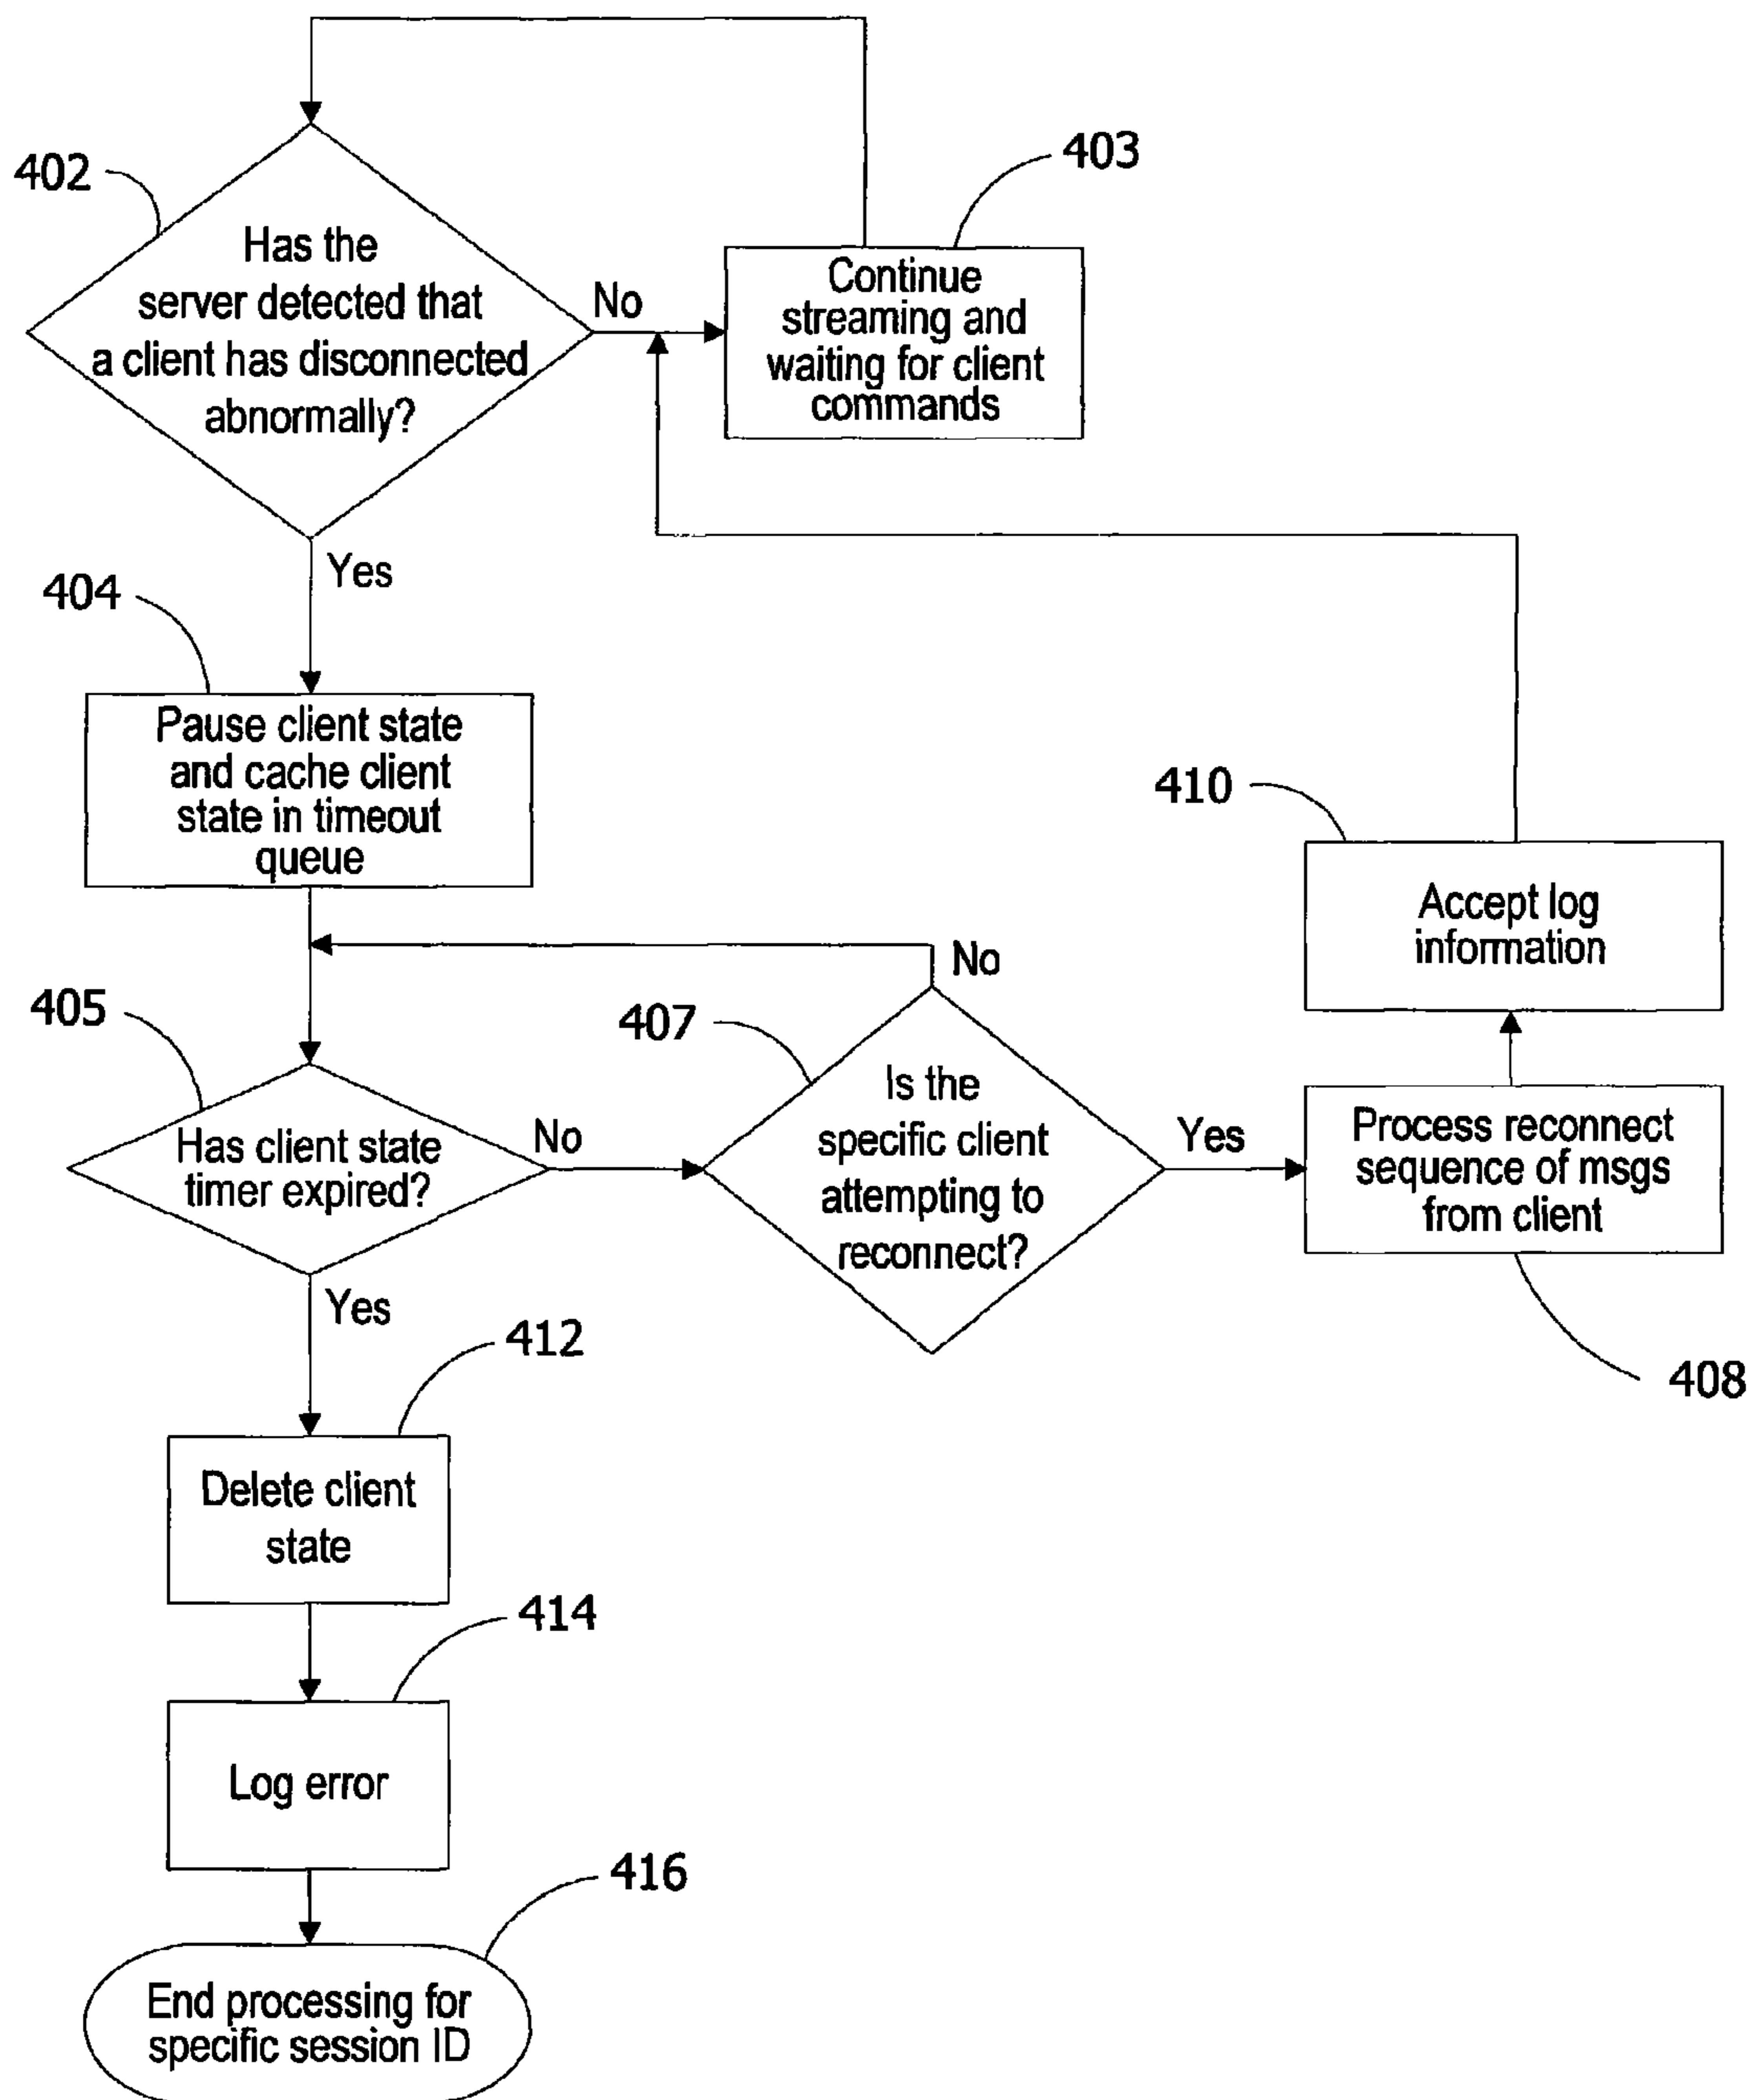 402
Has the
server detected that
a client has disconnected
abnormally?
No
403
Continue
streaming and
waiting for client
commands
Yes
404
Pause client state
and cache client
state in timeout
queue
410
Accept log
information
405
Has client state
timer expired?
No
407
No
Is the
specific client
attempting to
reconnect?
Yes
Process reconnect
sequence of msgs
from client
408
Yes
412
Delete client
state
414
Log error
416
End processing for
specific session ID